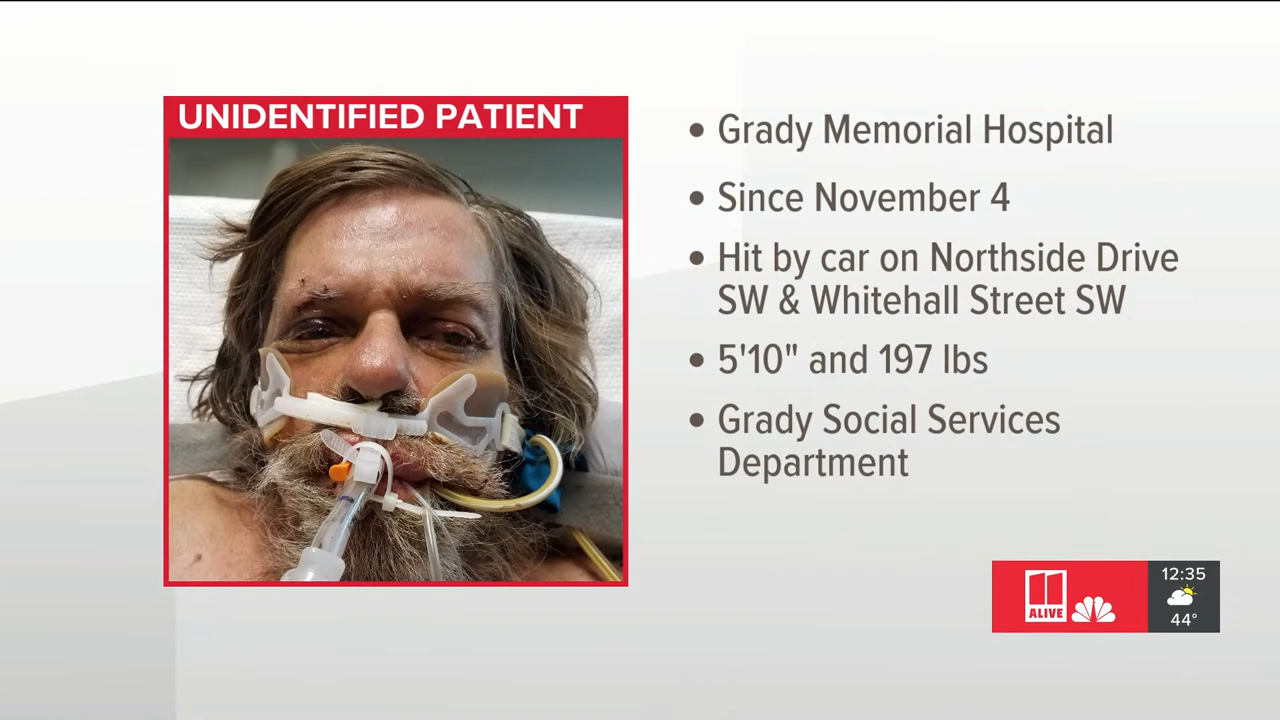 UNIDENTIFIED PATIENT
• Grady Memorial Hospital
• Since November 4
• Hit by car on Northside Drive
SW & Whitehall Street SW
• 5'10" and 197 lbs
• Grady Social Services
Department
11
ALIVE
12:35
44°